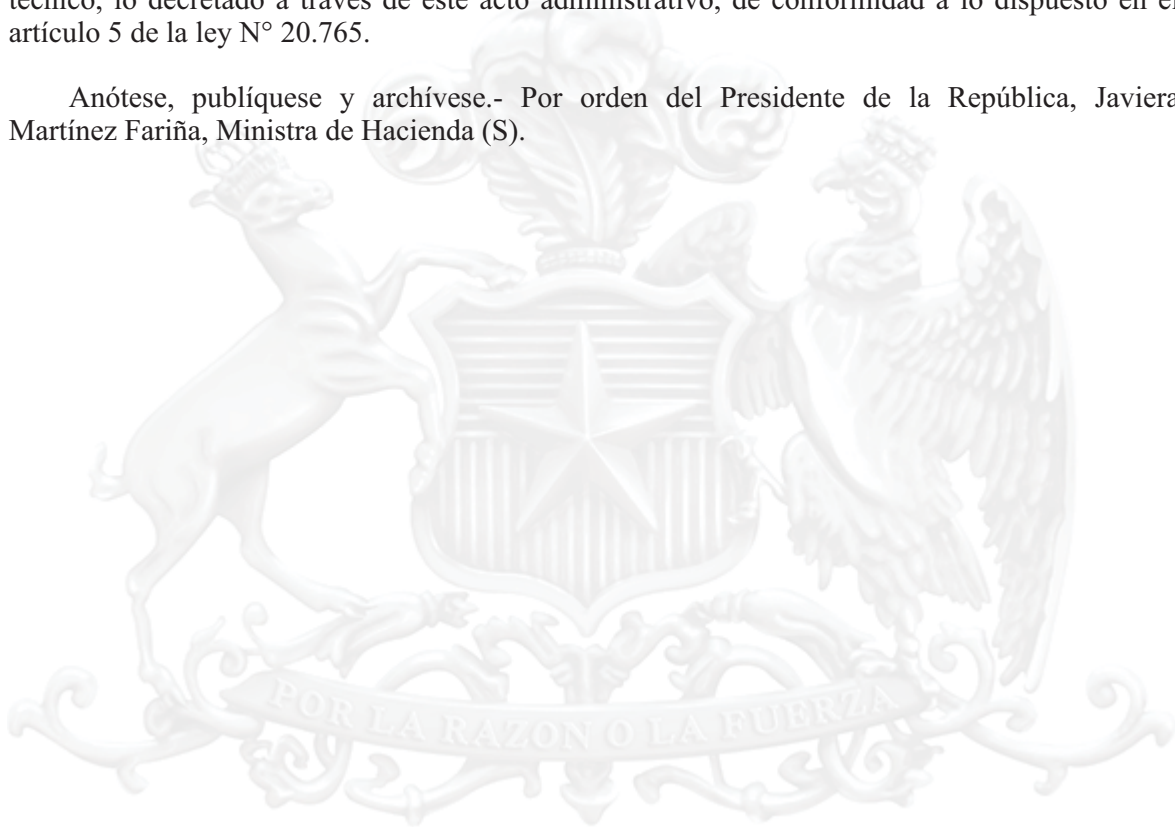 técnico, lo decretado a través de este acto administrativo, de conformidad a lo dispuesto en el
artículo 5 de la ley N° 20.765.
Anótese, publíquese y archívese.- Por orden del Presidente de la República, Javiera
Martínez Fariña, Ministra de Hacienda (S).
POR LA RAZON O LA FUERZA